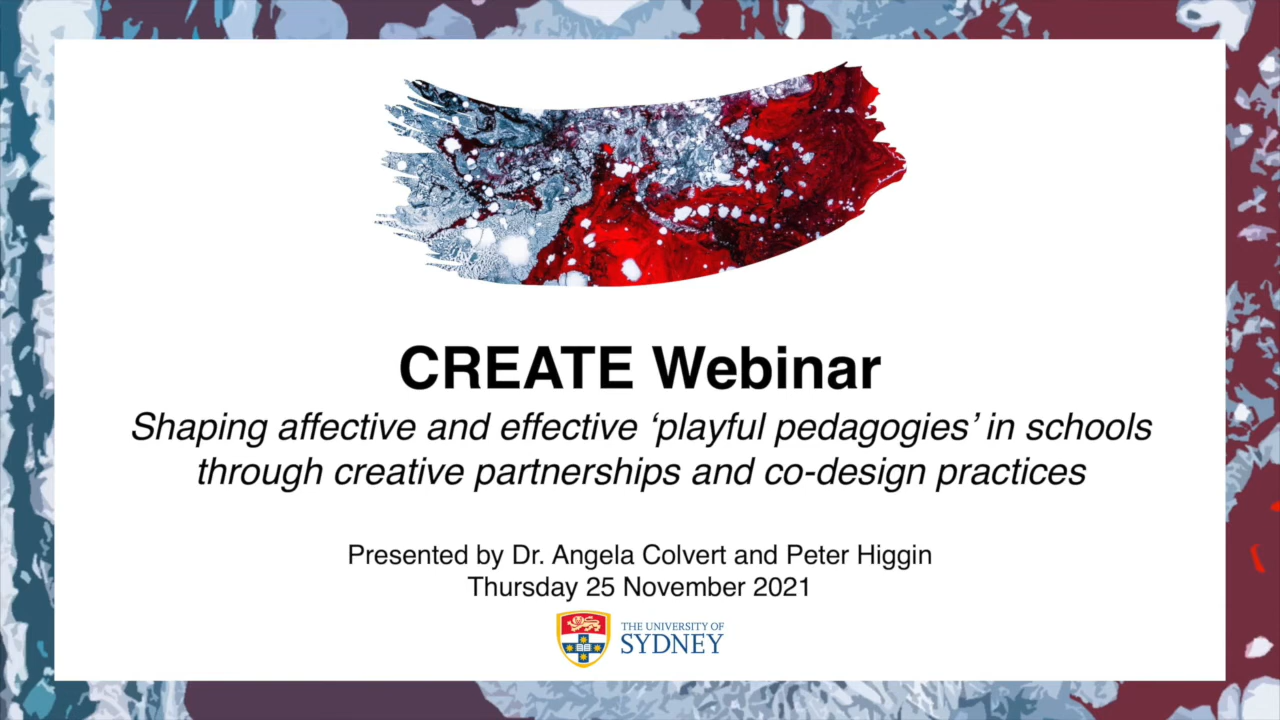 CREATE Webinar
Shaping affective and effective ‘playful pedagogies’ in schools
through creative partnerships and co-design practices
Presented by Dr. Angela Colvert and Peter Higgin
Thursday 25 November 2021
THE UNIVERSITY OF
SYDNEY